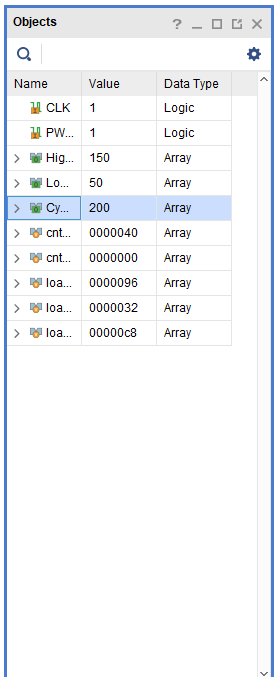 Objects
Name Value Data Type
CLK 1 Logic
PW... 1 Logic
Hig... 150 Array
Lo... 50 Array
Cy... 200 Array
cnt... 0000040 Array
cnt... 0000000 Array
loa... 0000096 Array
loa... 0000032 Array
loa... 00000c8 Array